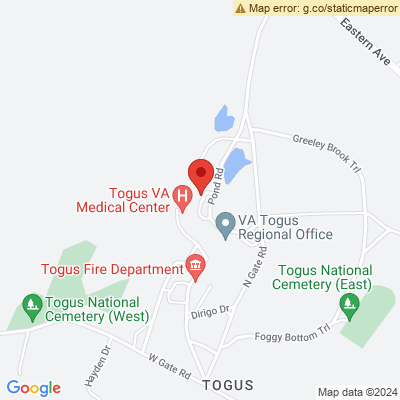 Map error: g.co/staticmaperror
Eastern Ave
Greeley Brook Trl
Togus VA
Medical Center
H
Pond Rd
VA Togus
Regional Office
Togus Fire Department
N Gate Rd
Togus National
Cemetery (East)
Togus National
Cemetery (West)
Dirigo Dr
Foggy Bottom Trl
Hayden Dr
W Gate Rd
TOGUS
Google
Map data ©2024